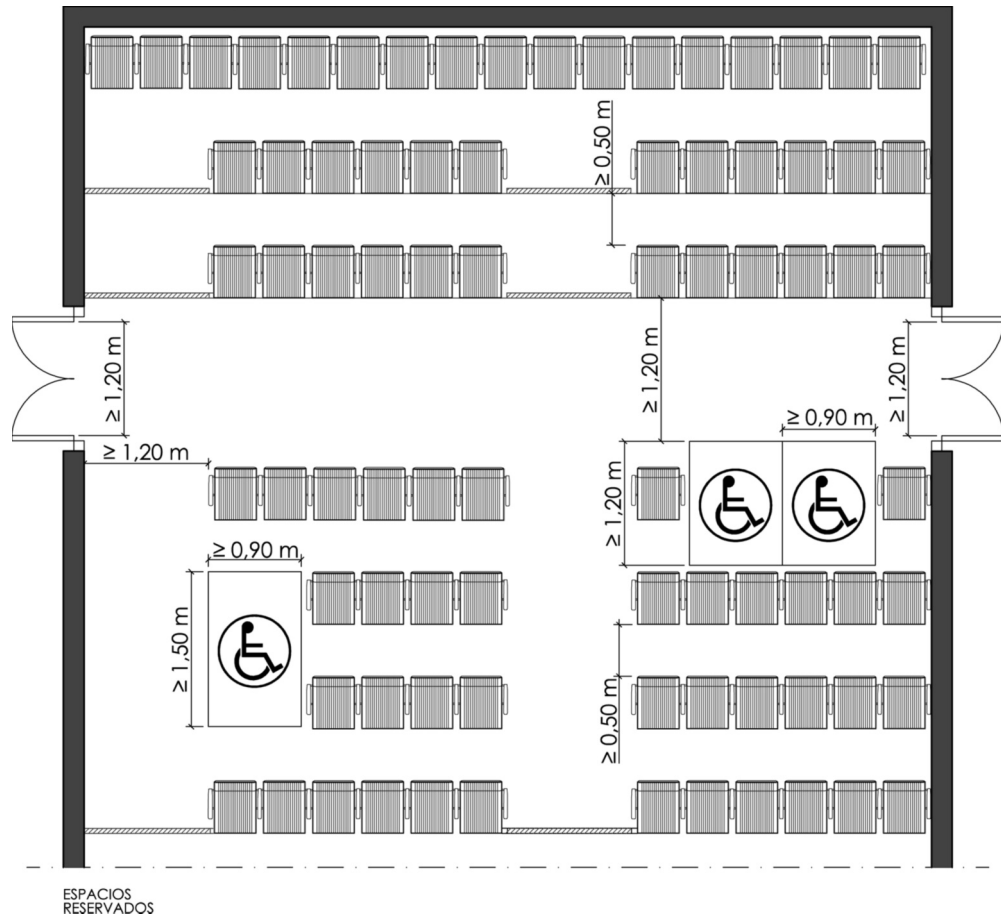 ≥ 0,50 m
≥ 1,20 m
≥ 1,20 m
≥ 1,20 m
≥ 0,90 m
≥ 1,20 m
≥ 1,20 m
≥ 0,90 m
≥ 1,50 m
≥ 0,50 m
ESPACIOS
RESERVADOS